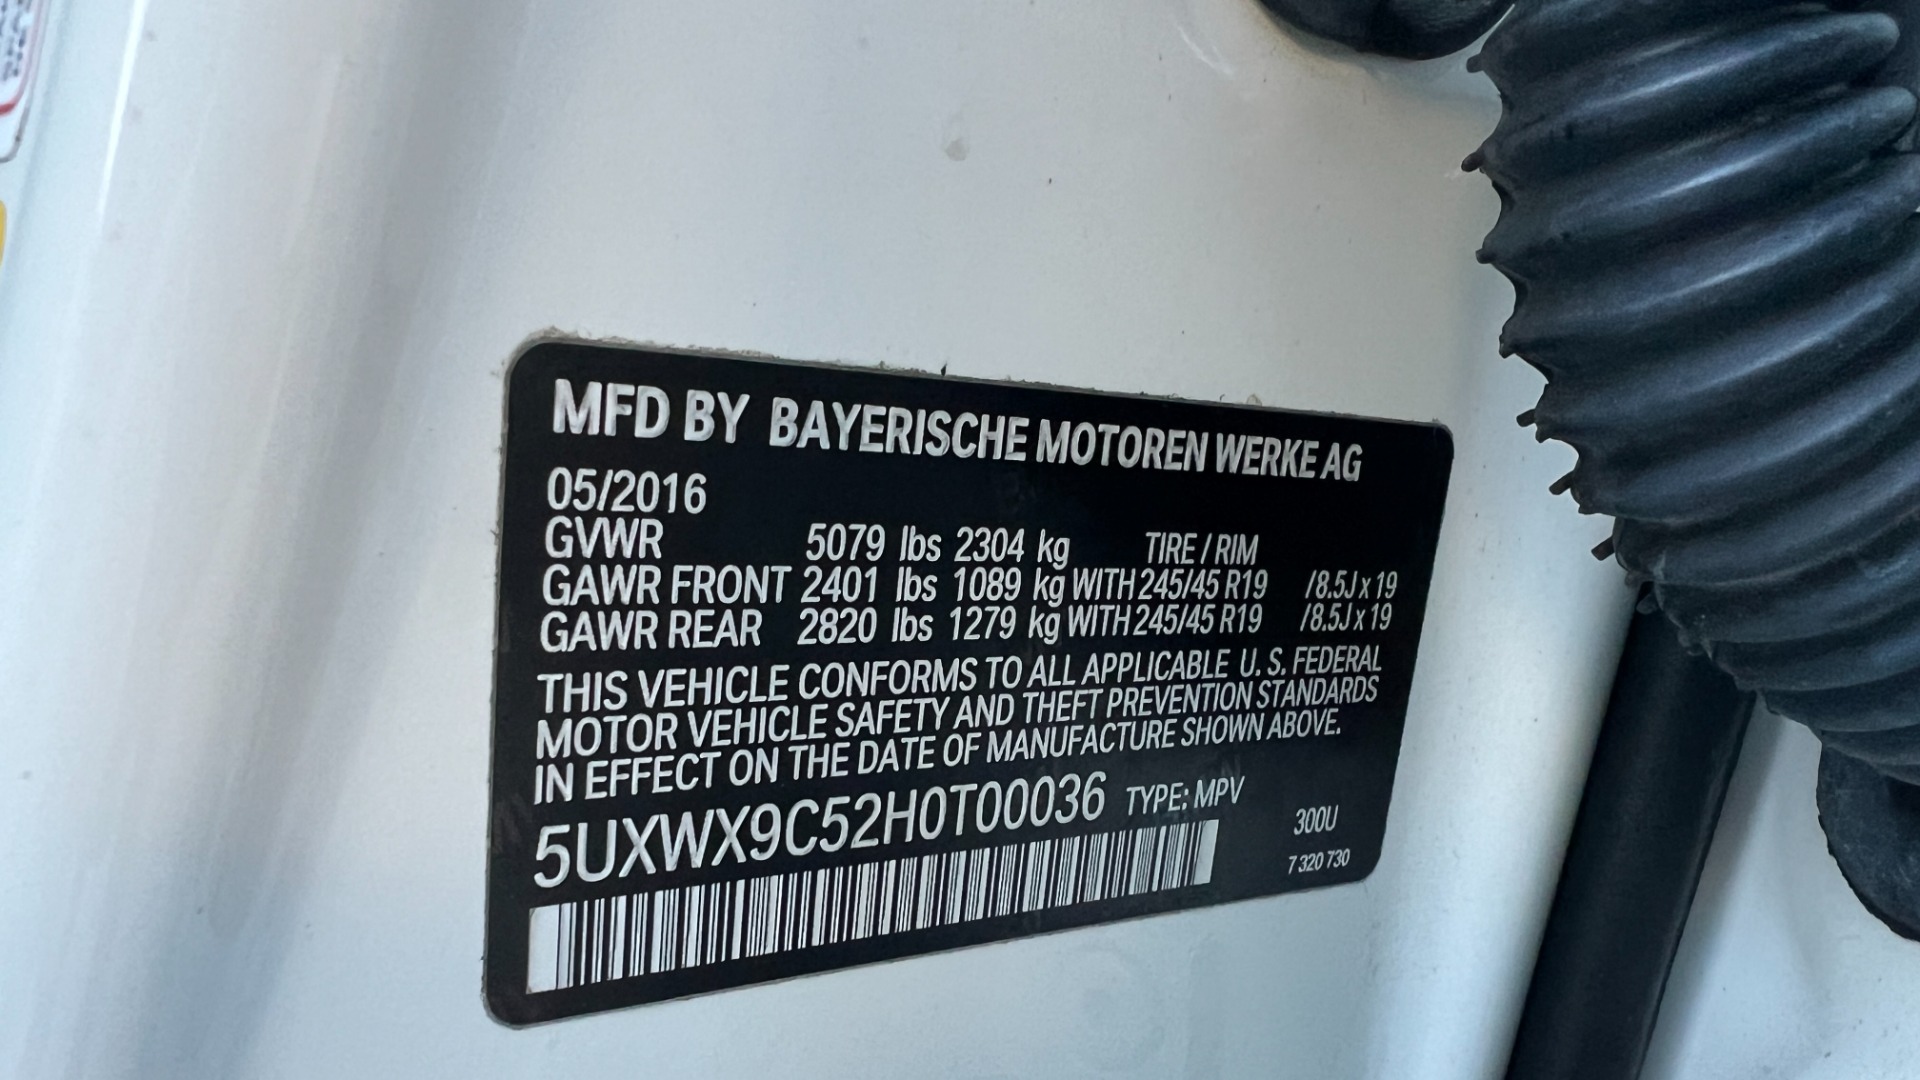 MFD BY BAYERISCHE MOTOREN WERKE AG
05/2016
GVWR 5079 lbs 2304 kg TIRE / RIM
GAWR FRONT 2401 lbs 1089 kg WITH 245/45 R19 /8.5J x 19
GAWR REAR 2820 lbs 1279 kg WITH 245/45 R19 /8.5J x 19
THIS VEHICLE CONFORMS TO ALL APPLICABLE U. S. FEDERAL
MOTOR VEHICLE SAFETY AND THEFT PREVENTION STANDARDS
IN EFFECT ON THE DATE OF MANUFACTURE SHOWN ABOVE.
5UXWX9C52H0T00036 TYPE: MPV
300U
7 320 730